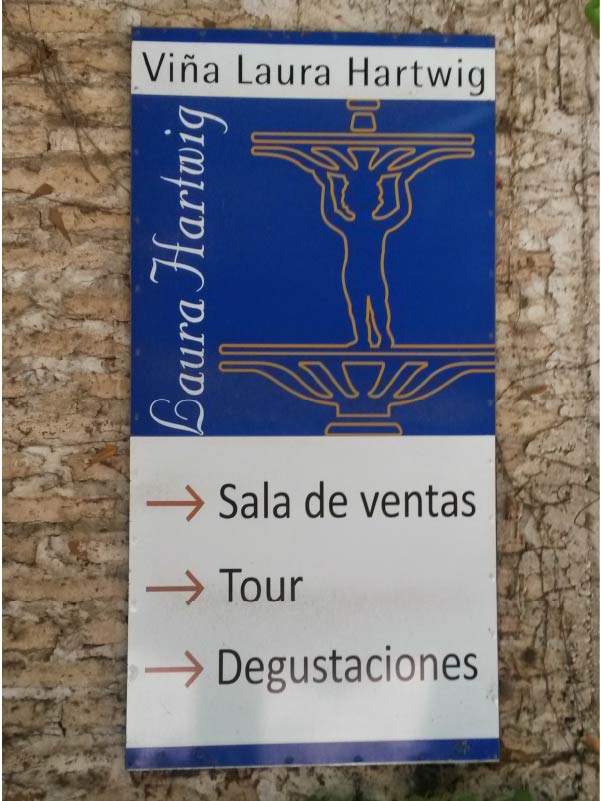 Viña Laura Hartwig
Laura Hartwig
→ Sala de ventas
→ Tour
→ Degustaciones